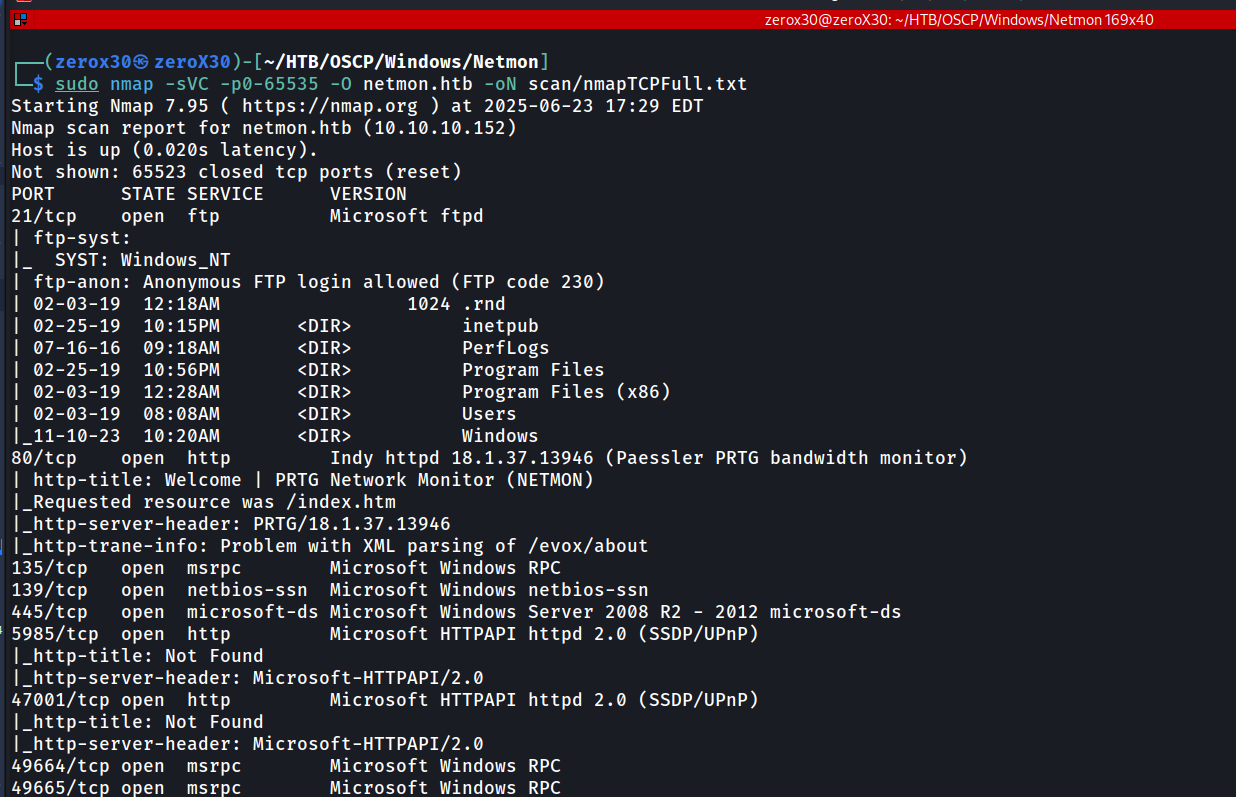 zerox30@zeroX30: ~/HTB/OSCP/Windows/Netmon 169x40
┌──(zerox30㉿zeroX30)-[~/HTB/OSCP/Windows/Netmon]
└─$ sudo nmap -sVC -p0-65535 -O netmon.htb -oN scan/nmapTCPFull.txt
Starting Nmap 7.95 ( https://nmap.org ) at 2025-06-23 17:29 EDT
Nmap scan report for netmon.htb (10.10.10.152)
Host is up (0.020s latency).
Not shown: 65523 closed tcp ports (reset)
PORT      STATE SERVICE      VERSION
21/tcp    open  ftp          Microsoft ftpd
| ftp-syst:
|_  SYST: Windows_NT
| ftp-anon: Anonymous FTP login allowed (FTP code 230)
| 02-03-19  12:18AM                 1024 .rnd
| 02-25-19  10:15PM       <DIR>          inetpub
| 07-16-16  09:18AM       <DIR>          PerfLogs
| 02-25-19  10:56PM       <DIR>          Program Files
| 02-03-19  12:28AM       <DIR>          Program Files (x86)
| 02-03-19  08:08AM       <DIR>          Users
|_11-10-23  10:20AM       <DIR>          Windows
80/tcp    open  http         Indy httpd 18.1.37.13946 (Paessler PRTG bandwidth monitor)
| http-title: Welcome | PRTG Network Monitor (NETMON)
|_Requested resource was /index.htm
|_http-server-header: PRTG/18.1.37.13946
|_http-trane-info: Problem with XML parsing of /evox/about
135/tcp   open  msrpc        Microsoft Windows RPC
139/tcp   open  netbios-ssn  Microsoft Windows netbios-ssn
445/tcp   open  microsoft-ds Microsoft Windows Server 2008 R2 - 2012 microsoft-ds
5985/tcp  open  http         Microsoft HTTPAPI httpd 2.0 (SSDP/UPnP)
|_http-title: Not Found
|_http-server-header: Microsoft-HTTPAPI/2.0
47001/tcp open  http         Microsoft HTTPAPI httpd 2.0 (SSDP/UPnP)
|_http-title: Not Found
|_http-server-header: Microsoft-HTTPAPI/2.0
49664/tcp open  msrpc        Microsoft Windows RPC
49665/tcp open  msrpc        Microsoft Windows RPC